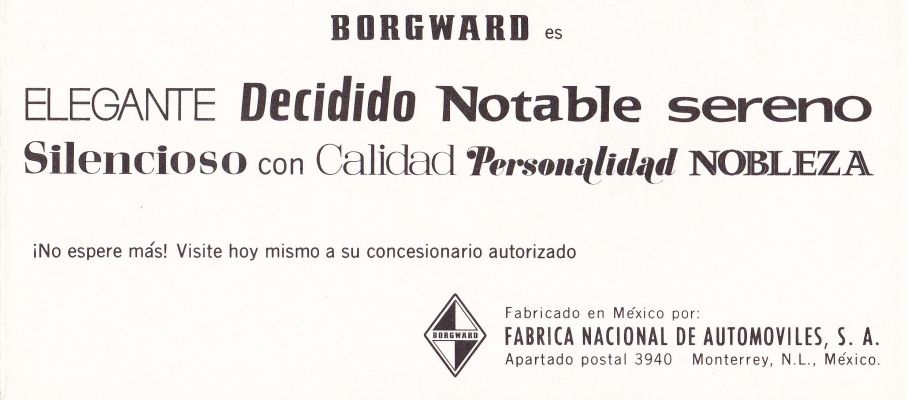 BORGWARD es
ELEGANTE Decidido Notable sereno
Silencioso con Calidad Personalidad NOBLEZA
¡No espere más! Visite hoy mismo a su concesionario autorizado
BORGWARD
Fabricado en México por:
FABRICA NACIONAL DE AUTOMOVILES, S. A.
Apartado postal 3940 Monterrey, N.L., México.